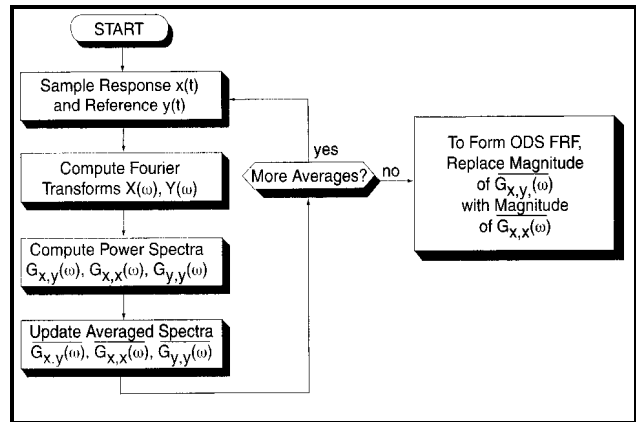 START
Sample Response x(t)
and Reference y(t)
Compute Fourier
Transforms X(ω), Y(ω)
Compute Power Spectra
Gx,y(ω), Gx,x(ω), Gy,y(ω)
Update Averaged Spectra
Gx,y(ω), Gx,x(ω), Gy,y(ω)
More Averages?
yes
no
To Form ODS FRF,
Replace Magnitude
of Gx,y,(ω)
with Magnitude
of Gx,x(ω)